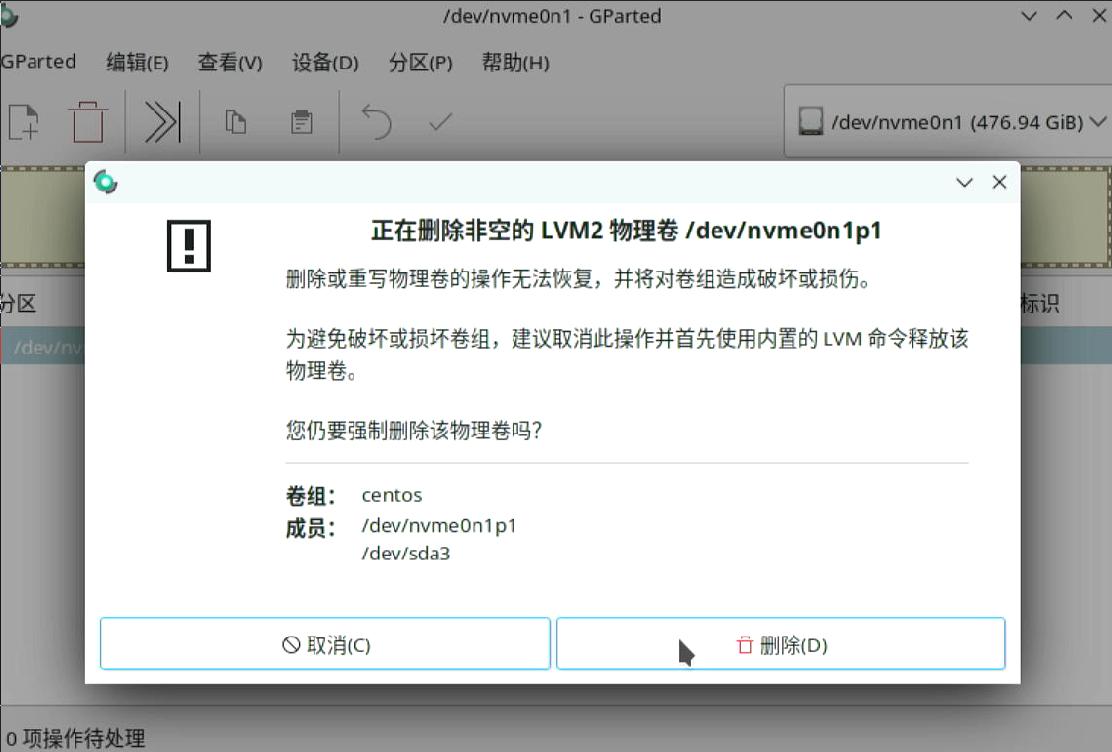 /dev/nvme0n1 - GParted
GParted 编辑(E) 查看(V) 设备(D) 分区(P) 帮助(H)
/dev/nvme0n1 (476.94 GiB)
正在删除非空的 LVM2 物理卷 /dev/nvme0n1p1
删除或重写物理卷的操作无法恢复，并将对卷组造成破坏或损伤。
为避免破坏或损坏卷组，建议取消此操作并首先使用内置的 LVM 命令释放该
物理卷。
您仍要强制删除该物理卷吗？
分区 标识
/dev/nv
卷组： centos
成员： /dev/nvme0n1p1
/dev/sda3
取消(C) 删除(D)
0 项操作待处理